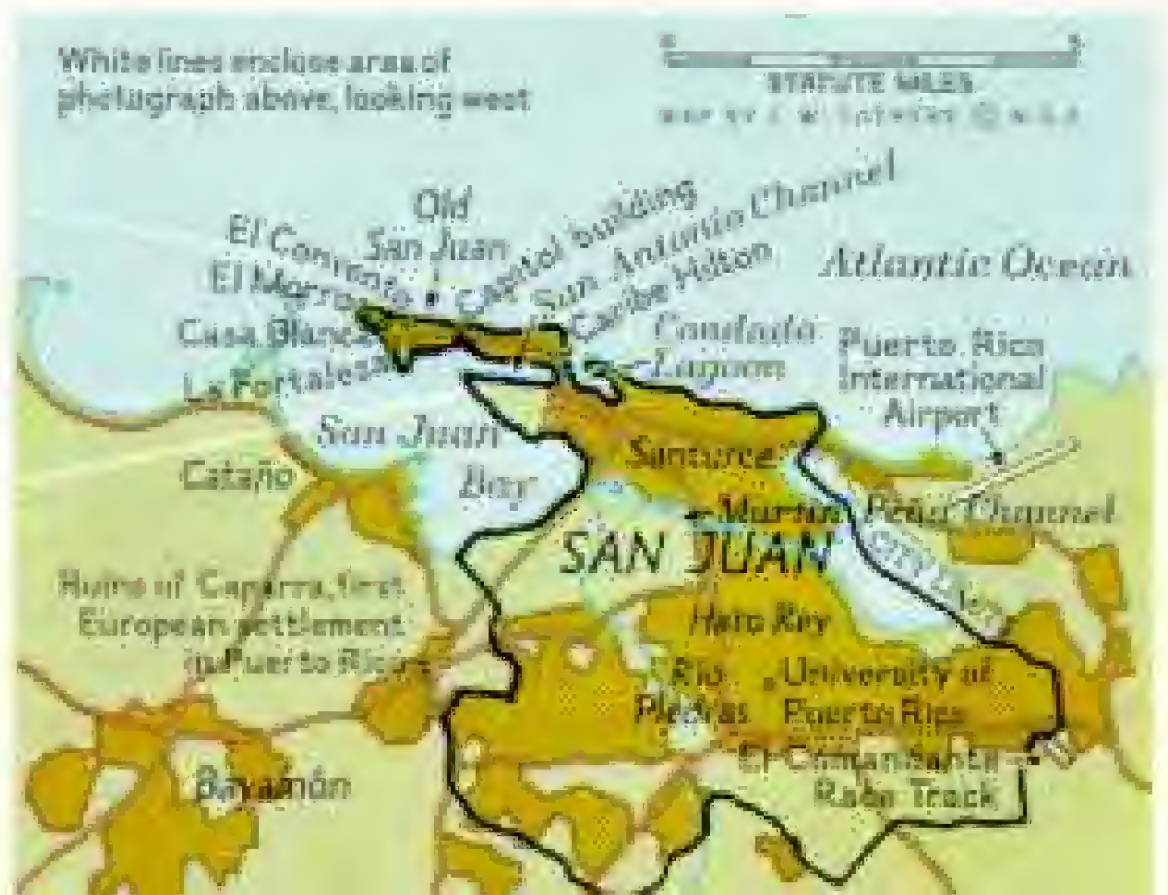 White lines enclose area of
photograph above, looking west
STATUTE MILES
Old
San Juan
El Convento
El Morro
Casa Blanca
La Fortaleza
Capitol building
San Antonio Channel
Caribe Hilton
Atlantic Ocean
Condado
Lagoon
Puerto Rico
International
Airport
San Juan
Bay
Cataño
Santurce
Martín Peña Channel
SAN JUAN
CITY LIMITS
Ruins of Caparra, first
European settlement
in Puerto Rico
Hato Rey
Río
Piedras
University of
Puerto Rico
El Comandante
Race Track
Bayamón